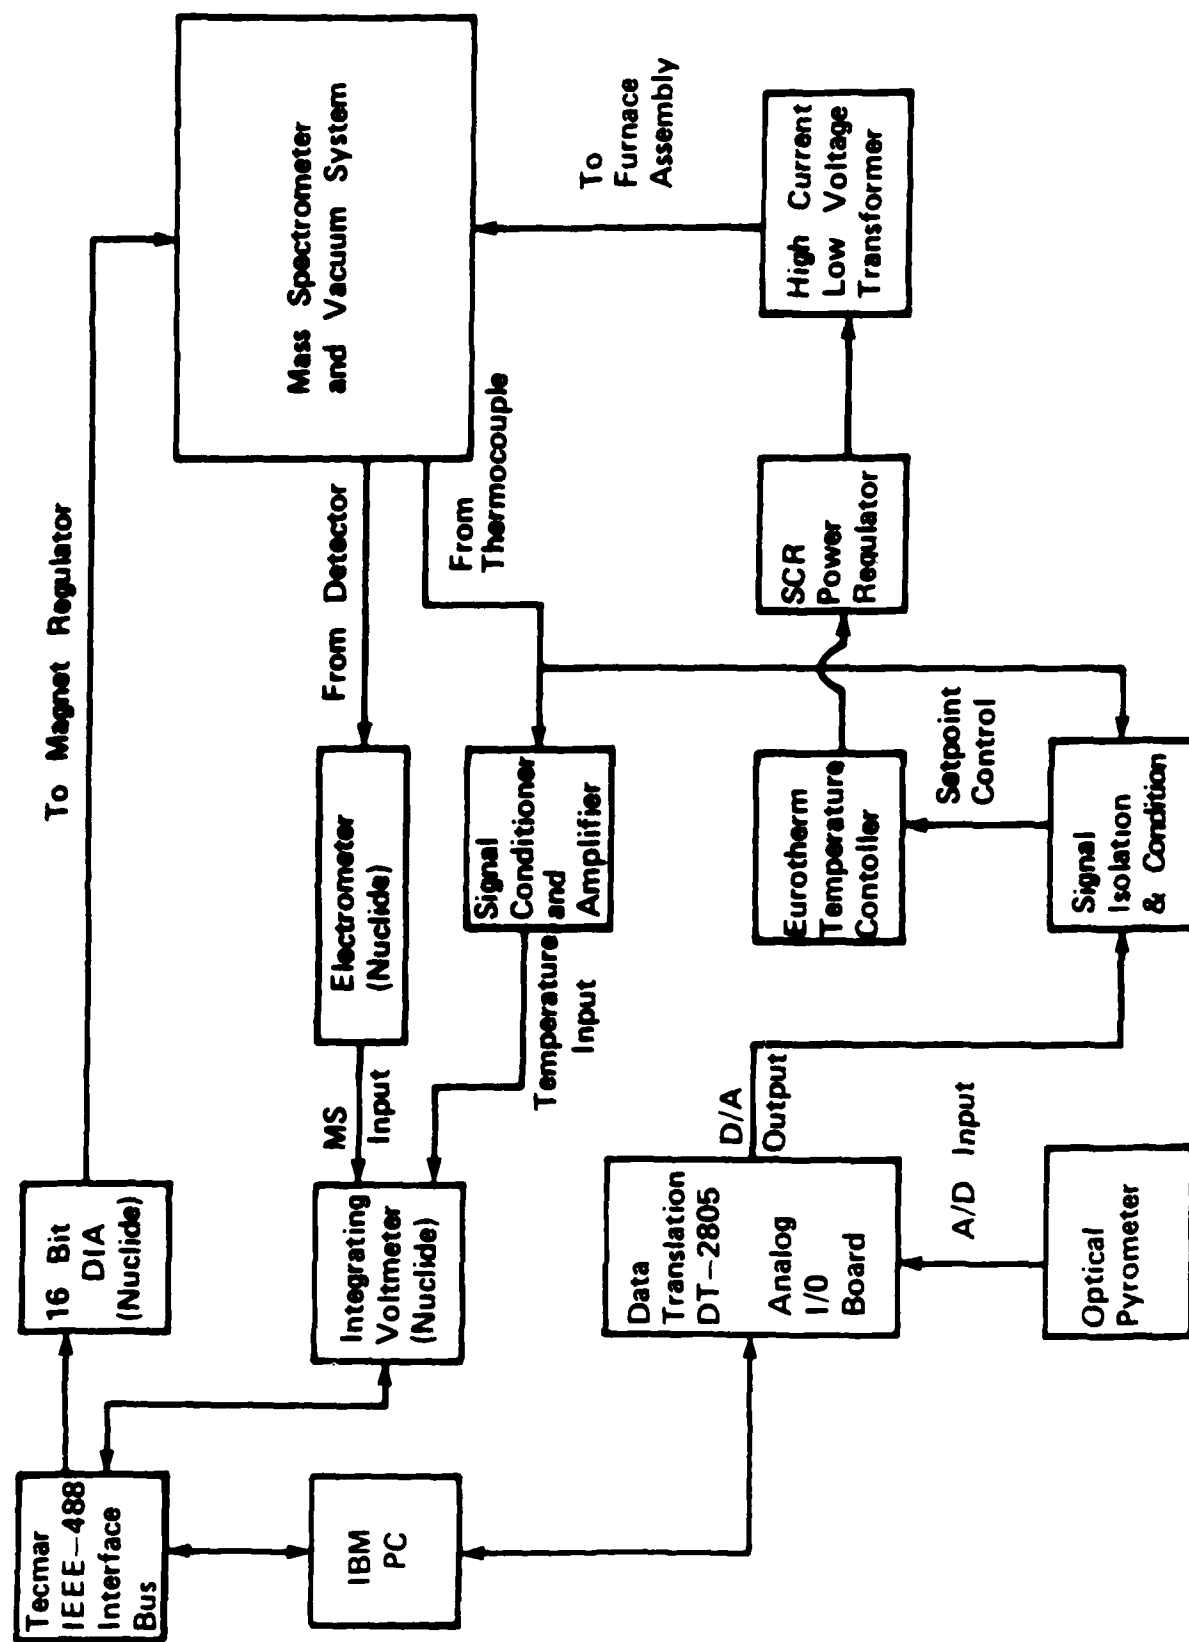 Tecmar
IEEE-488
Interface
Bus
16 Bit
DIA
(Nuclide)
To Magnet Regulator
Mass Spectrometer
and Vacuum System
IBM
PC
Integrating
Voltmeter
(Nuclide)
MS
Input
Electrometer
(Nuclide)
From Detector
From
Thermocouple
Temperature
Input
Signal
Conditioner
and
Amplifier
To
Furnace
Assembly
Data
Translation
DT-2805
Analog
I/O
Board
D/A
Output
Eurotherm
Temperature
Contoller
SCR
Power
Regulator
High Current
Low Voltage
Transformer
A/D Input
Setpoint
Control
Optical
Pyrometer
Signal
Isolation
& Condition